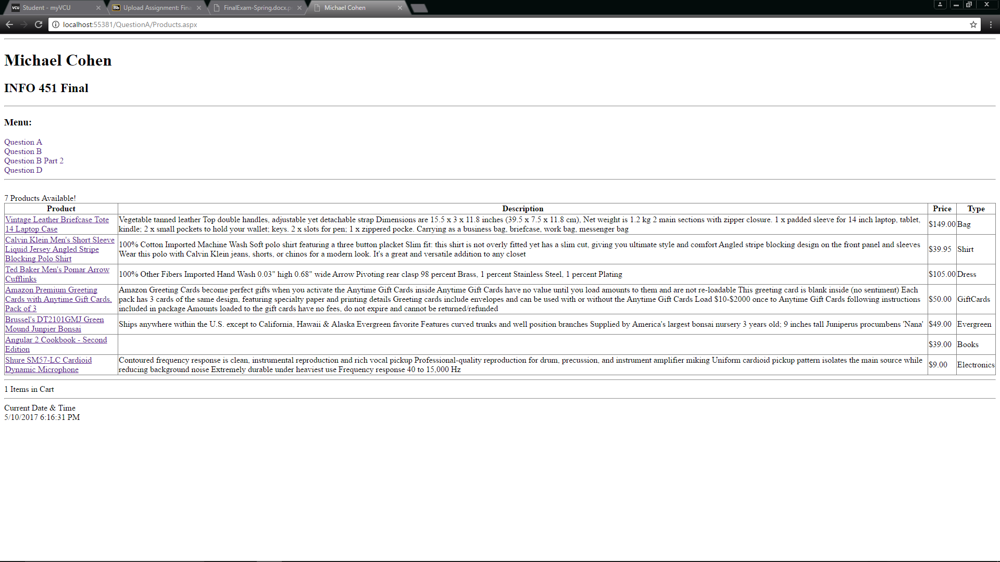 VCU Student - myVCU
Bb Upload Assignment: Fina
FinalExam-Spring.docx.p
Michael Cohen
localhost:55381/QuestionA/Products.aspx
Michael Cohen
INFO 451 Final
Menu:
Question A
Question B
Question B Part 2
Question D
7 Products Available!
Product Description Price Type
Vintage Leather Briefcase Tote
14 Laptop Case
Vegetable tanned leather Top double handles, adjustable yet detachable strap Dimensions are 15.5 x 3 x 11.8 inches (39.5 x 7.5 x 11.8 cm), Net weight is 1.2 kg 2 main sections with zipper closure. 1 x padded sleeve for 14 inch laptop, tablet,
kindle; 2 x small pockets to hold your wallet; keys. 2 x slots for pen; 1 x zippered pocke. Carrying as a business bag, briefcase, work bag, messenger bag
$149.00 Bag
Calvin Klein Men's Short Sleeve
Liquid Jersey Angled Stripe
Blocking Polo Shirt
100% Cotton Imported Machine Wash Soft polo shirt featuring a three button placket Slim fit: this shirt is not overly fitted yet has a slim cut, giving you ultimate style and comfort Angled stripe blocking design on the front panel and sleeves
Wear this polo with Calvin Klein jeans, shorts, or chinos for a modern look. It's a great and versatile addition to any closet
$39.95 Shirt
Ted Baker Men's Pomar Arrow
Cufflinks
100% Other Fibers Imported Hand Wash 0.03" high 0.68" wide Arrow Pivoting rear clasp 98 percent Brass, 1 percent Stainless Steel, 1 percent Plating
$105.00 Dress
Amazon Premium Greeting
Cards with Anytime Gift Cards,
Pack of 3
Amazon Greeting Cards become perfect gifts when you activate the Anytime Gift Cards inside Anytime Gift Cards have no value until you load amounts to them and are not re-loadable This greeting card is blank inside (no sentiment) Each
pack has 3 cards of the same design, featuring specialty paper and printing details Greeting cards include envelopes and can be used with or without the Anytime Gift Cards Load $10-$2000 once to Anytime Gift Cards following instructions
included in package Amounts loaded to the gift cards have no fees, do not expire and cannot be returned/refunded
$50.00 GiftCards
Brussel's DT2101GMJ Green
Mound Junpier Bonsai
Ships anywhere within the U.S. except to California, Hawaii & Alaska Evergreen favorite Features curved trunks and well position branches Supplied by America's largest bonsai nursery 3 years old; 9 inches tall Juniperus procumbens 'Nana'
$49.00 Evergreen
Angular 2 Cookbook - Second
Edition
$39.00 Books
Shure SM57-LC Cardioid
Dynamic Microphone
Contoured frequency response is clean, instrumental reproduction and rich vocal pickup Professional-quality reproduction for drum, precussion, and instrument amplifier miking Uniform cardioid pickup pattern isolates the main source while
reducing background noise Extremely durable under heaviest use Frequency response 40 to 15,000 Hz
$9.00 Electronics
1 Items in Cart
Current Date & Time
5/10/2017 6:16:31 PM